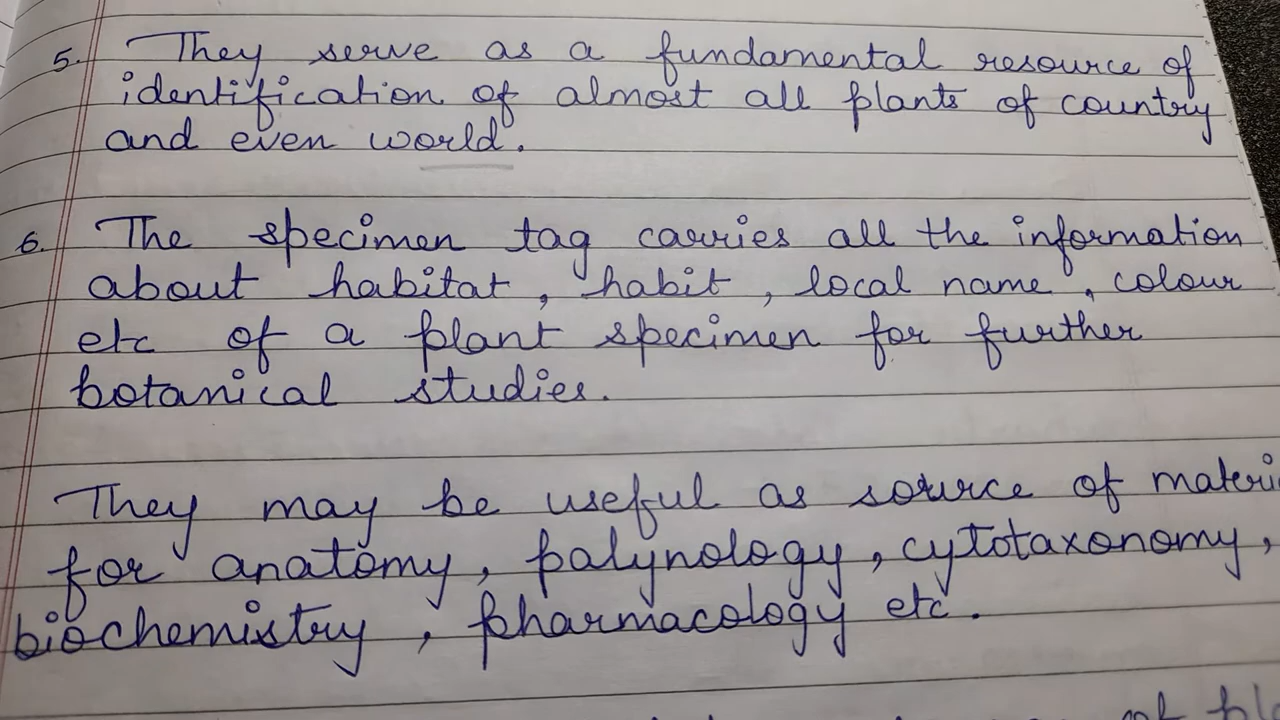 5. They serve as a fundamental resource of
identification of almost all plants of country
and even world.
6. The specimen tag carries all the information
about habitat, habit, local name, colour
etc of a plant specimen for further
botanical studies.
They may be useful as source of materi
for anatomy, palynology, cytotaxonomy,
biochemistry, pharmacology etc.
of